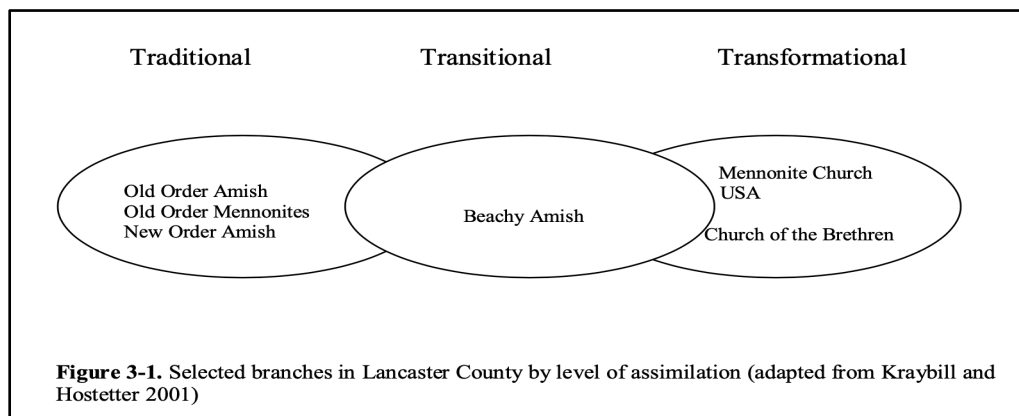 Traditional
Transitional
Transformational
Old Order Amish
Old Order Mennonites
New Order Amish
Beachy Amish
Mennonite Church
USA
Church of the Brethren
Figure 3-1. Selected branches in Lancaster County by level of assimilation (adapted from Kraybill and
Hostetter 2001)